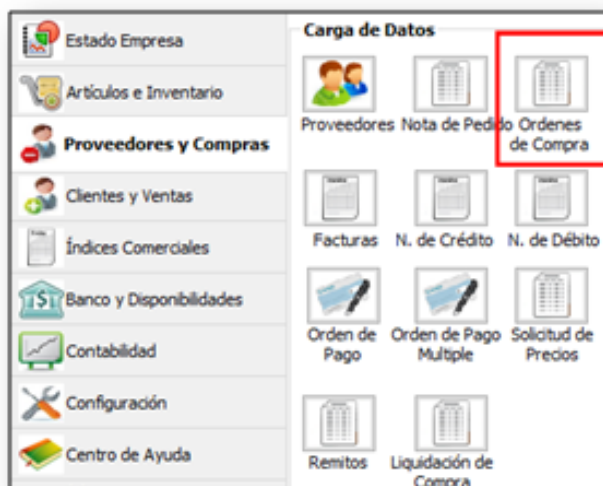 Estado Empresa
Artículos e Inventario
Proveedores y Compras
Clientes y Ventas
Índices Comerciales
Banco y Disponibilidades
Contabilidad
Configuración
Centro de Ayuda
Carga de Datos
Proveedores
Nota de Pedido
Ordenes
de Compra
Facturas
N. de Crédito
N. de Débito
Orden de
Pago
Orden de Pago
Multiple
Solicitud de
Precios
Remitos
Liquidación de
Compra